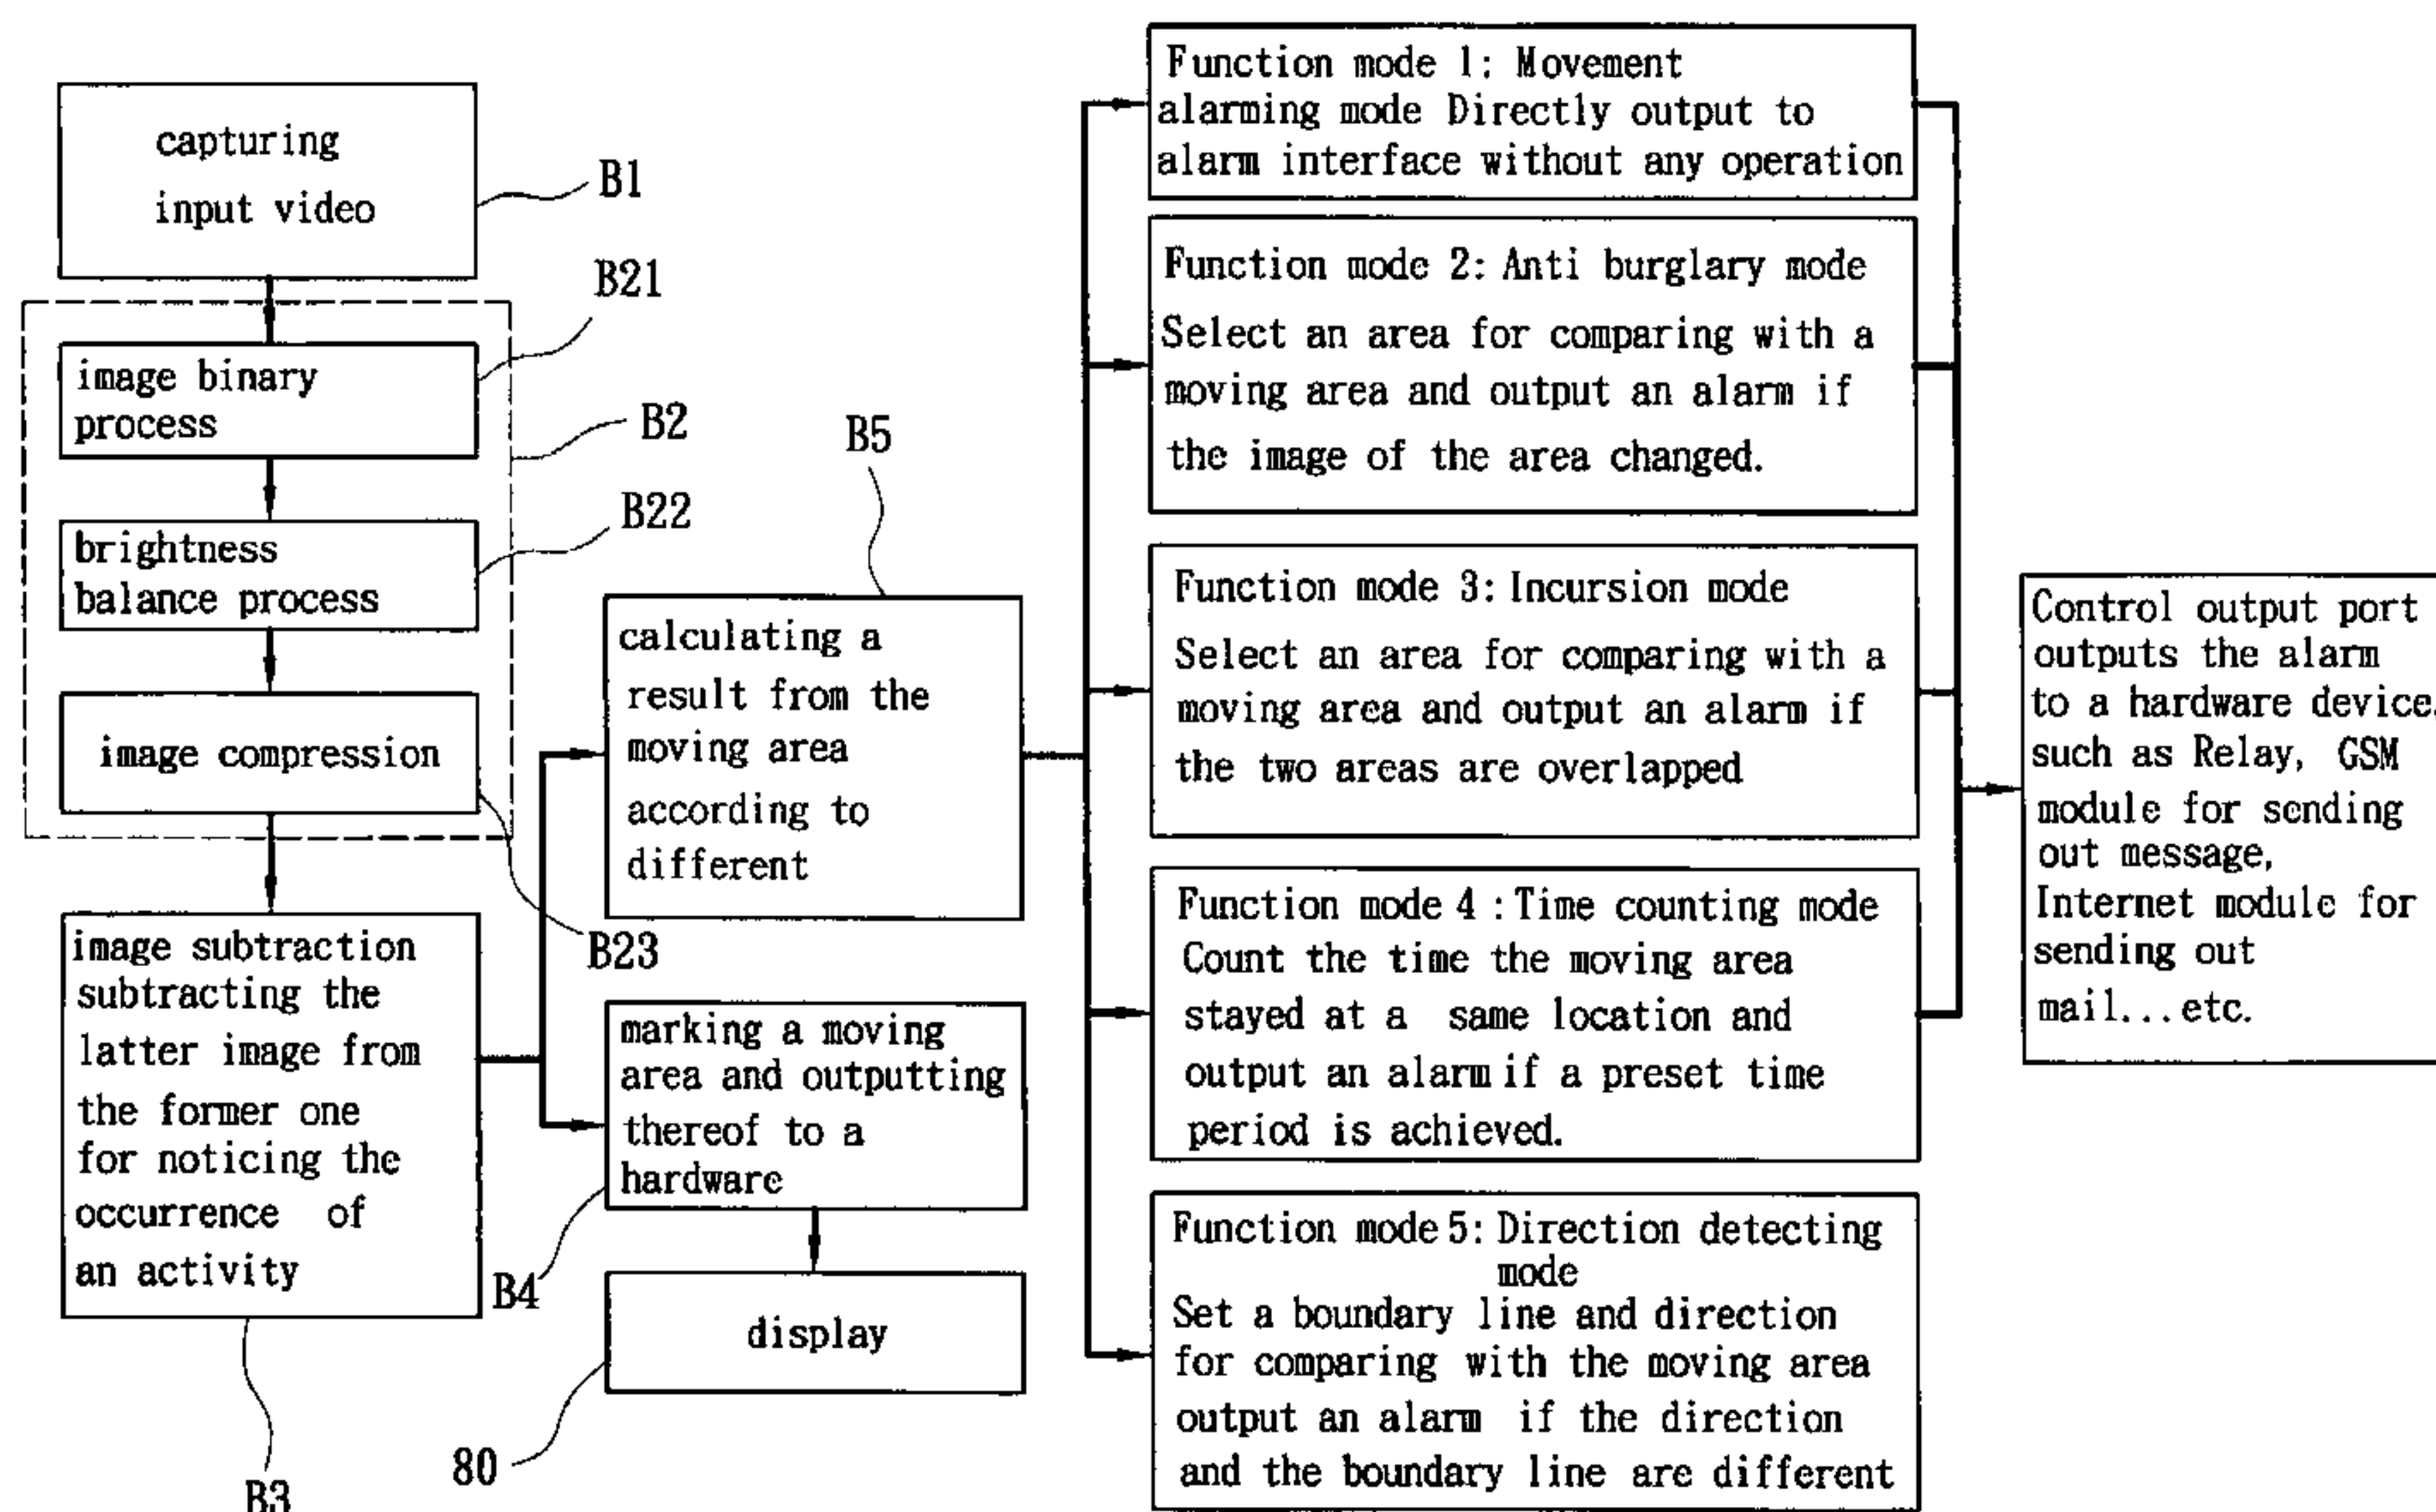 capturing
input video
B1
B21
image binary
process
B2
B22
brightness
balance process
image compression
B23
image subtraction
subtracting the
latter image from
the former one
for noticing the
occurrence of
an activity
B3
B5
calculating a
result from the
moving area
according to
different
marking a moving
area and outputting
thereof to a
hardware
B4
display
80
Function mode 1: Movement
alarming mode Directly output to
alarm interface without any operation
Function mode 2: Anti burglary mode
Select an area for comparing with a
moving area and output an alarm if
the image of the area changed.
Function mode 3: Incursion mode
Select an area for comparing with a
moving area and output an alarm if
the two areas are overlapped
Function mode 4 : Time counting mode
Count the time the moving area
stayed at a same location and
output an alarm if a preset time
period is achieved.
Function mode 5: Direction detecting
mode
Set a boundary line and direction
for comparing with the moving area
output an alarm if the direction
and the boundary line are different
Control output port
outputs the alarm
to a hardware device,
such as Relay, GSM
module for sending
out message,
Internet module for
sending out
mail...etc.